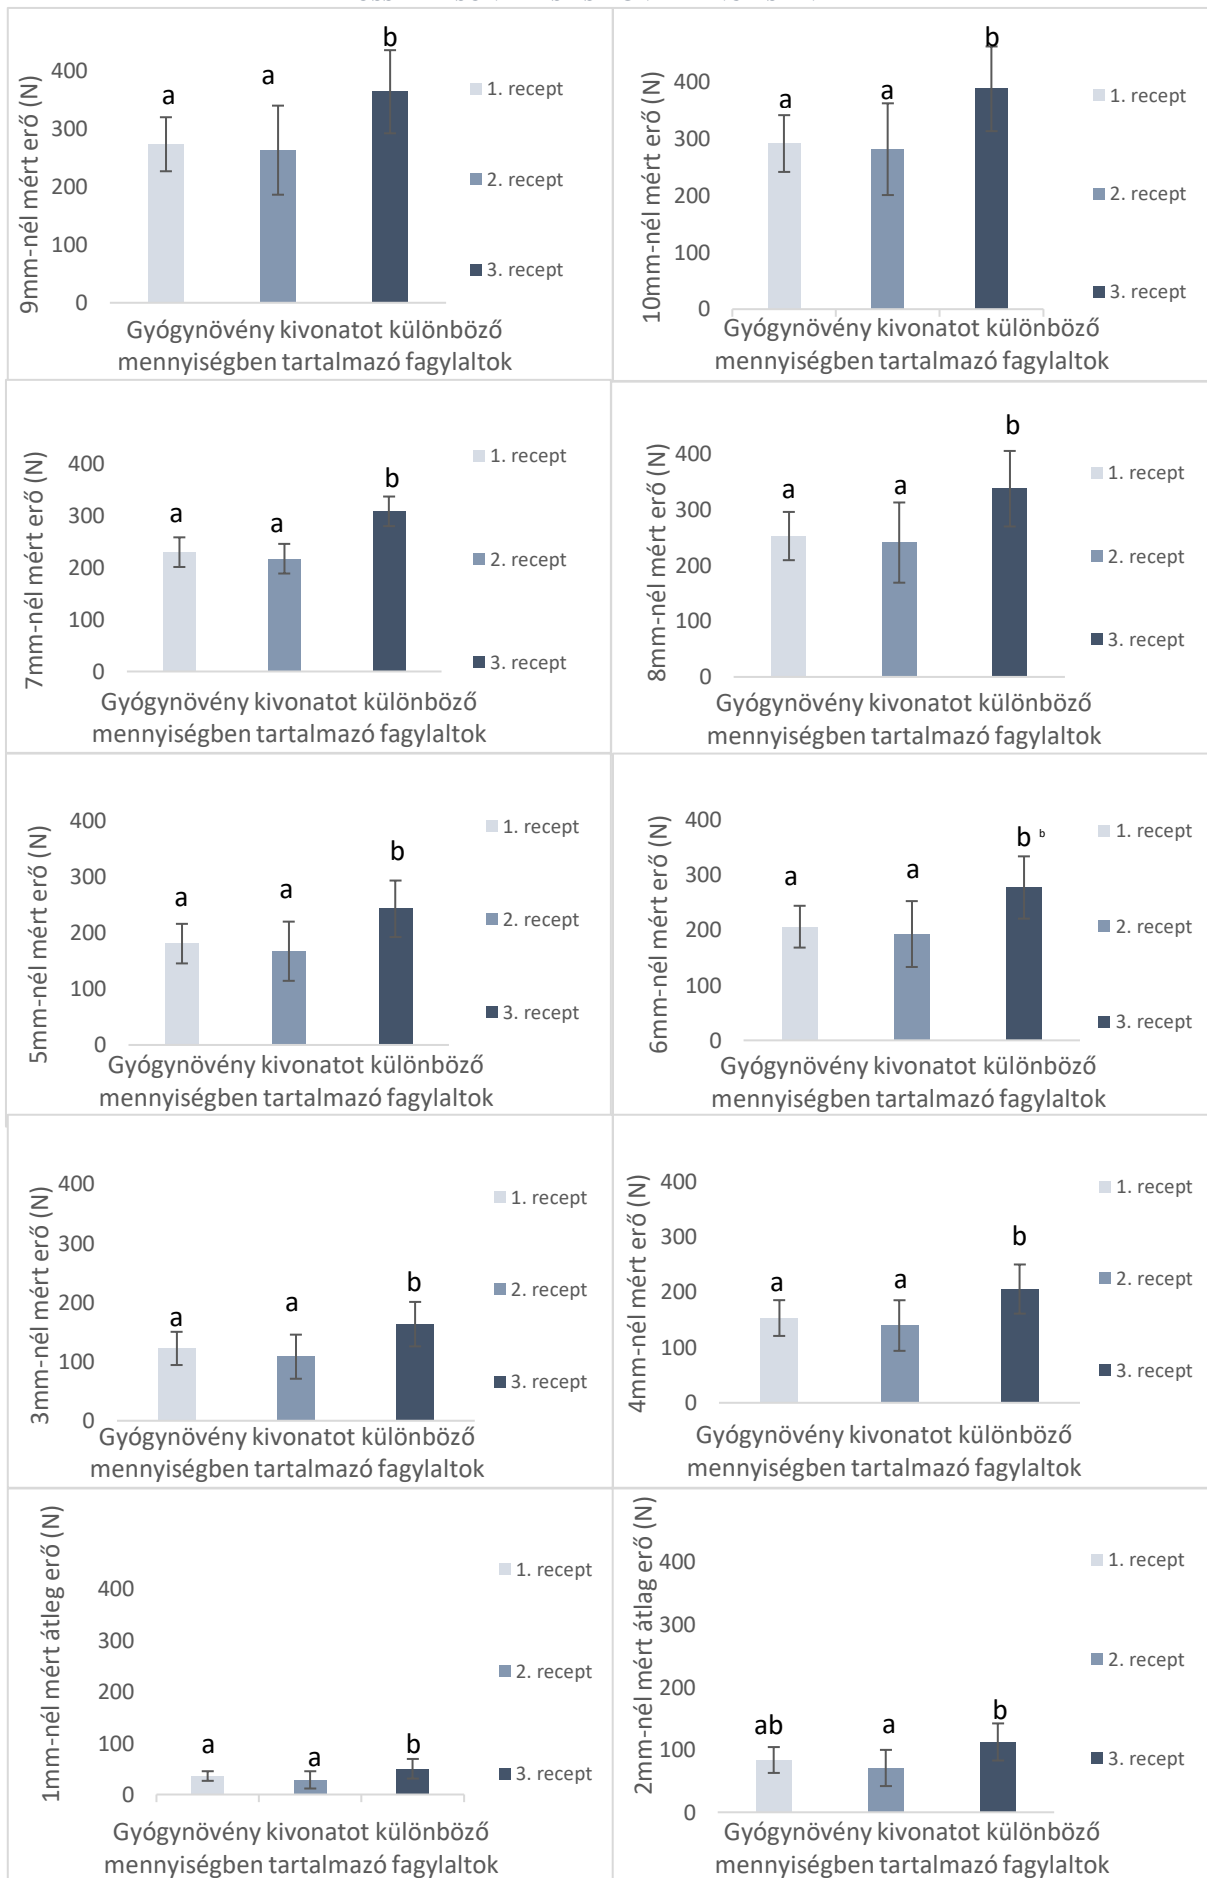 9mm-nél mért erő (N)
400
300
200
100
0
a
a
b
1. recept
2. recept
3. recept
Gyógynövény kivonatot különböző
mennyiségben tartalmazó fagylaltok
10mm-nél mért erő (N)
400
300
200
100
0
a
a
b
1. recept
2. recept
3. recept
Gyógynövény kivonatot különböző
mennyiségben tartalmazó fagylaltok
7mm-nél mért erő (N)
400
300
200
100
0
a
a
b
1. recept
2. recept
3. recept
Gyógynövény kivonatot különböző
mennyiségben tartalmazó fagylaltok
8mm-nél mért erő (N)
400
300
200
100
0
a
a
b
1. recept
2. recept
3. recept
Gyógynövény kivonatot különböző
mennyiségben tartalmazó fagylaltok
5mm-nél mért erő (N)
400
300
200
100
0
a
a
b
1. recept
2. recept
3. recept
Gyógynövény kivonatot különböző
mennyiségben tartalmazó fagylaltok
6mm-nél mért erő (N)
400
300
200
100
0
a
a
b b
1. recept
2. recept
3. recept
Gyógynövény kivonatot különböző
mennyiségben tartalmazó fagylaltok
3mm-nél mért erő (N)
400
300
200
100
0
a
a
b
1. recept
2. recept
3. recept
Gyógynövény kivonatot különböző
mennyiségben tartalmazó fagylaltok
4mm-nél mért erő (N)
400
300
200
100
0
a
a
b
1. recept
2. recept
3. recept
Gyógynövény kivonatot különböző
mennyiségben tartalmazó fagylaltok
1mm-nél mért átleg erő (N)
400
300
200
100
0
a
a
b
1. recept
2. recept
3. recept
Gyógynövény kivonatot különböző
mennyiségben tartalmazó fagylaltok
2mm-nél mért átlag erő (N)
400
300
200
100
0
ab
a
b
1. recept
2. recept
3. recept
Gyógynövény kivonatot különböző
mennyiségben tartalmazó fagylaltok